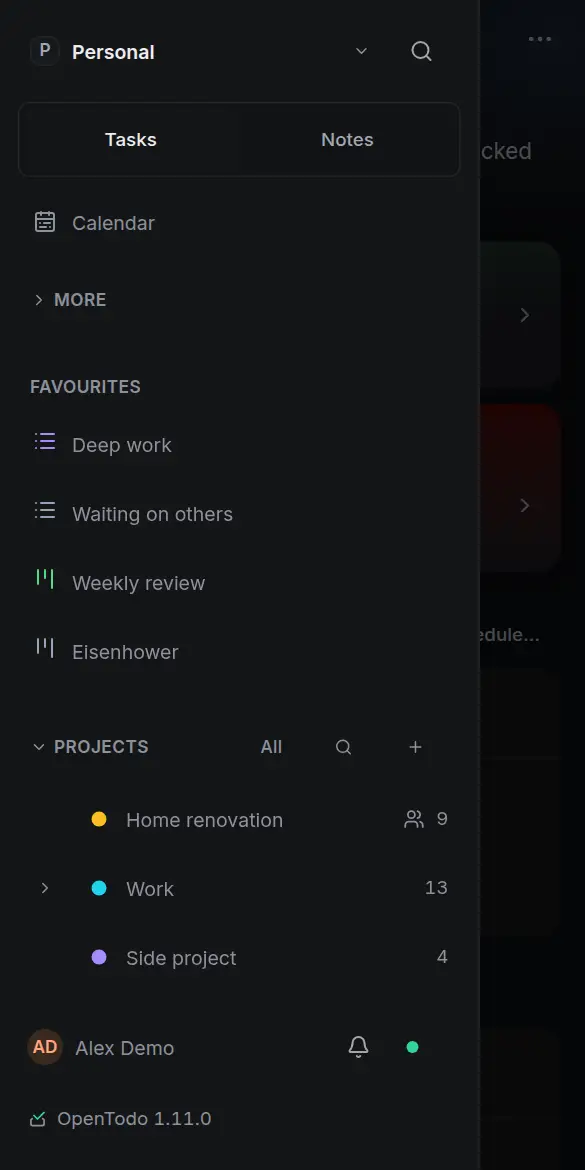 P Personal
cked
Tasks Notes
Calendar
MORE
FAVOURITES
Deep work
Waiting on others
Weekly review
edule...
Eisenhower
PROJECTS All
Home renovation 9
Work 13
Side project 4
AD Alex Demo
OpenTodo 1.11.0